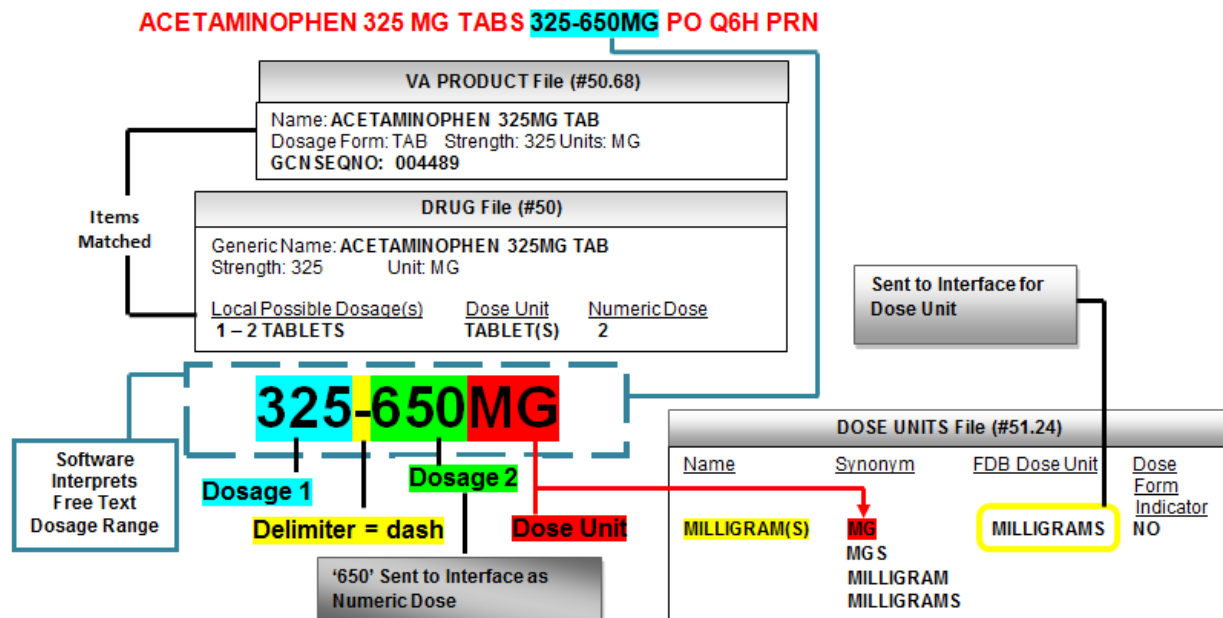 ACETAMINOPHEN 325 MG TABS 325-650MG PO Q6H PRN
VA PRODUCT File (#50.68)
Name: ACETAMINOPHEN 325MG TAB
Dosage Form: TAB Strength: 325 Units: MG
GCNSEQNO: 004489
Items
Matched
DRUG File (#50)
Generic Name: ACETAMINOPHEN 325MG TAB
Strength: 325 Unit: MG
Local Possible Dosage(s) Dose Unit Numeric Dose
1 – 2 TABLETS TABLET(S) 2
Sent to Interface for
Dose Unit
325-650MG
Software
Interprets
Free Text
Dosage Range
Dosage 1
Dosage 2
Delimiter = dash
Dose Unit
'650' Sent to Interface as
Numeric Dose
DOSE UNITS File (#51.24)
Name Synonym FDB Dose Unit Dose
Form
Indicator
MILLIGRAM(S) MG MILLIGRAMS NO
MGS
MILLIGRAM
MILLIGRAMS